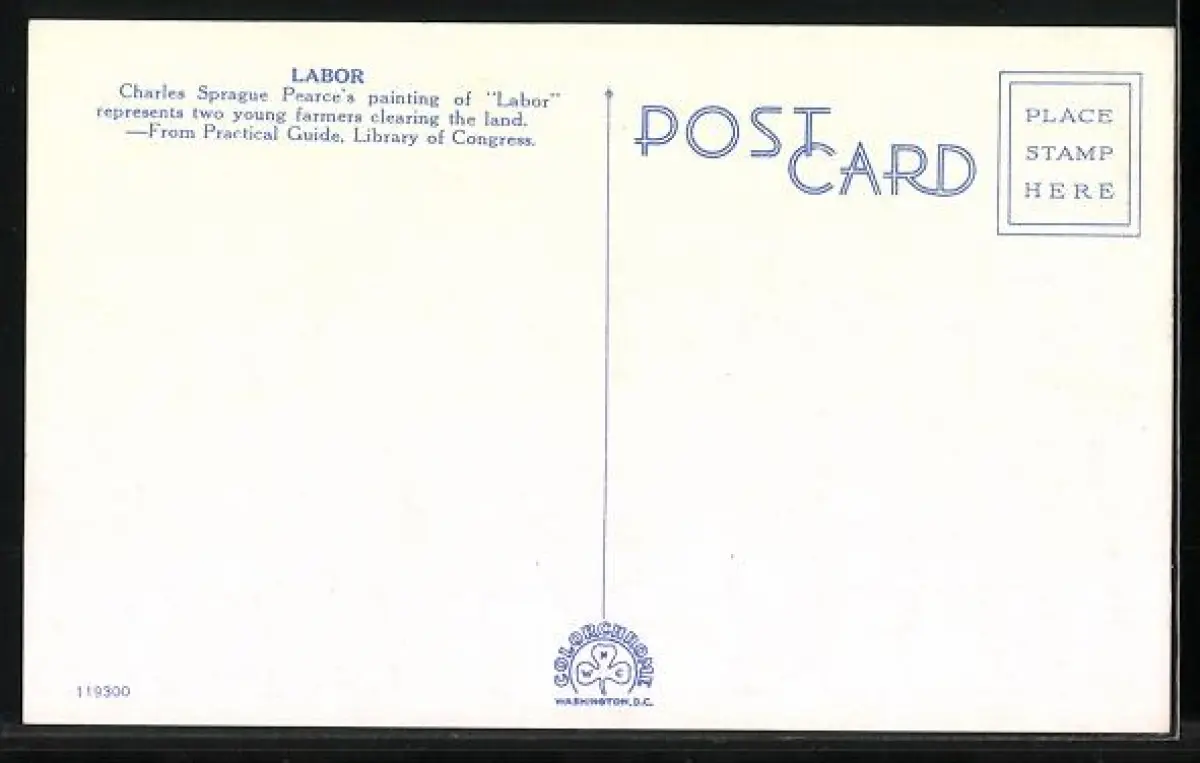 LABOR
Charles Sprague Pearce's painting of "Labor"
represents two young farmers clearing the land.
—From Practical Guide, Library of Congress.
POST
CARD
PLACE
STAMP
HERE
COLORCHROME
M
W C
WASHINGTON, D.C.
119300